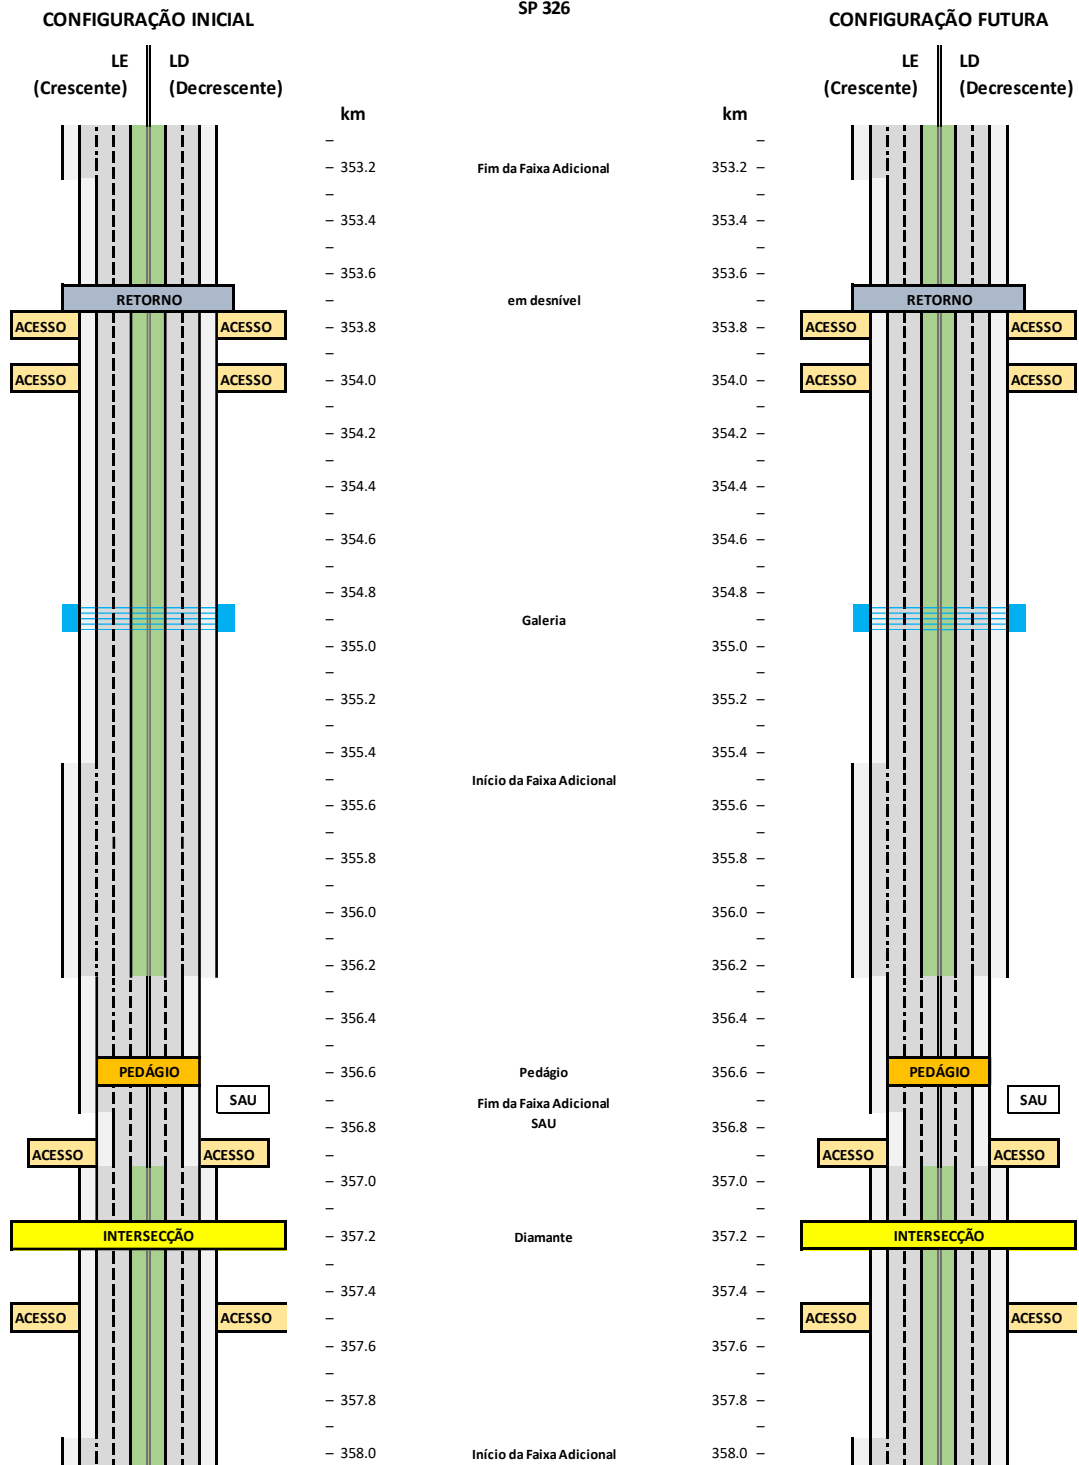 SP 326
CONFIGURAÇÃO INICIAL CONFIGURAÇÃO FUTURA
LE LD LE LD
(Crescente) (Decrescente) (Crescente) (Decrescente)
km km
–
– 353.2 Fim da Faixa Adicional 353.2 –
–
– 353.4 353.4 –
–
– 353.6 353.6 –
RETORNO – em desnível – RETORNO
ACESSO ACESSO – 353.8 353.8 – ACESSO ACESSO
–
ACESSO ACESSO – 354.0 354.0 – ACESSO ACESSO
–
– 354.2 354.2 –
–
– 354.4 354.4 –
–
– 354.6 354.6 –
–
– 354.8 354.8 –
– Galeria –
– 355.0 355.0 –
–
– 355.2 355.2 –
–
– 355.4 355.4 –
– Início da Faixa Adicional –
– 355.6 355.6 –
–
– 355.8 355.8 –
–
– 356.0 356.0 –
–
– 356.2 356.2 –
–
– 356.4 356.4 –
–
PEDÁGIO – 356.6 Pedágio 356.6 – PEDÁGIO
SAU – Fim da Faixa Adicional – SAU
SAU
– 356.8 356.8 –
ACESSO ACESSO – – ACESSO ACESSO
– 357.0 357.0 –
–
INTERSECÇÃO – 357.2 Diamante 357.2 – INTERSECÇÃO
–
– 357.4 357.4 –
ACESSO ACESSO – – ACESSO ACESSO
– 357.6 357.6 –
–
– 357.8 357.8 –
–
– 358.0 Início da Faixa Adicional 358.0 –